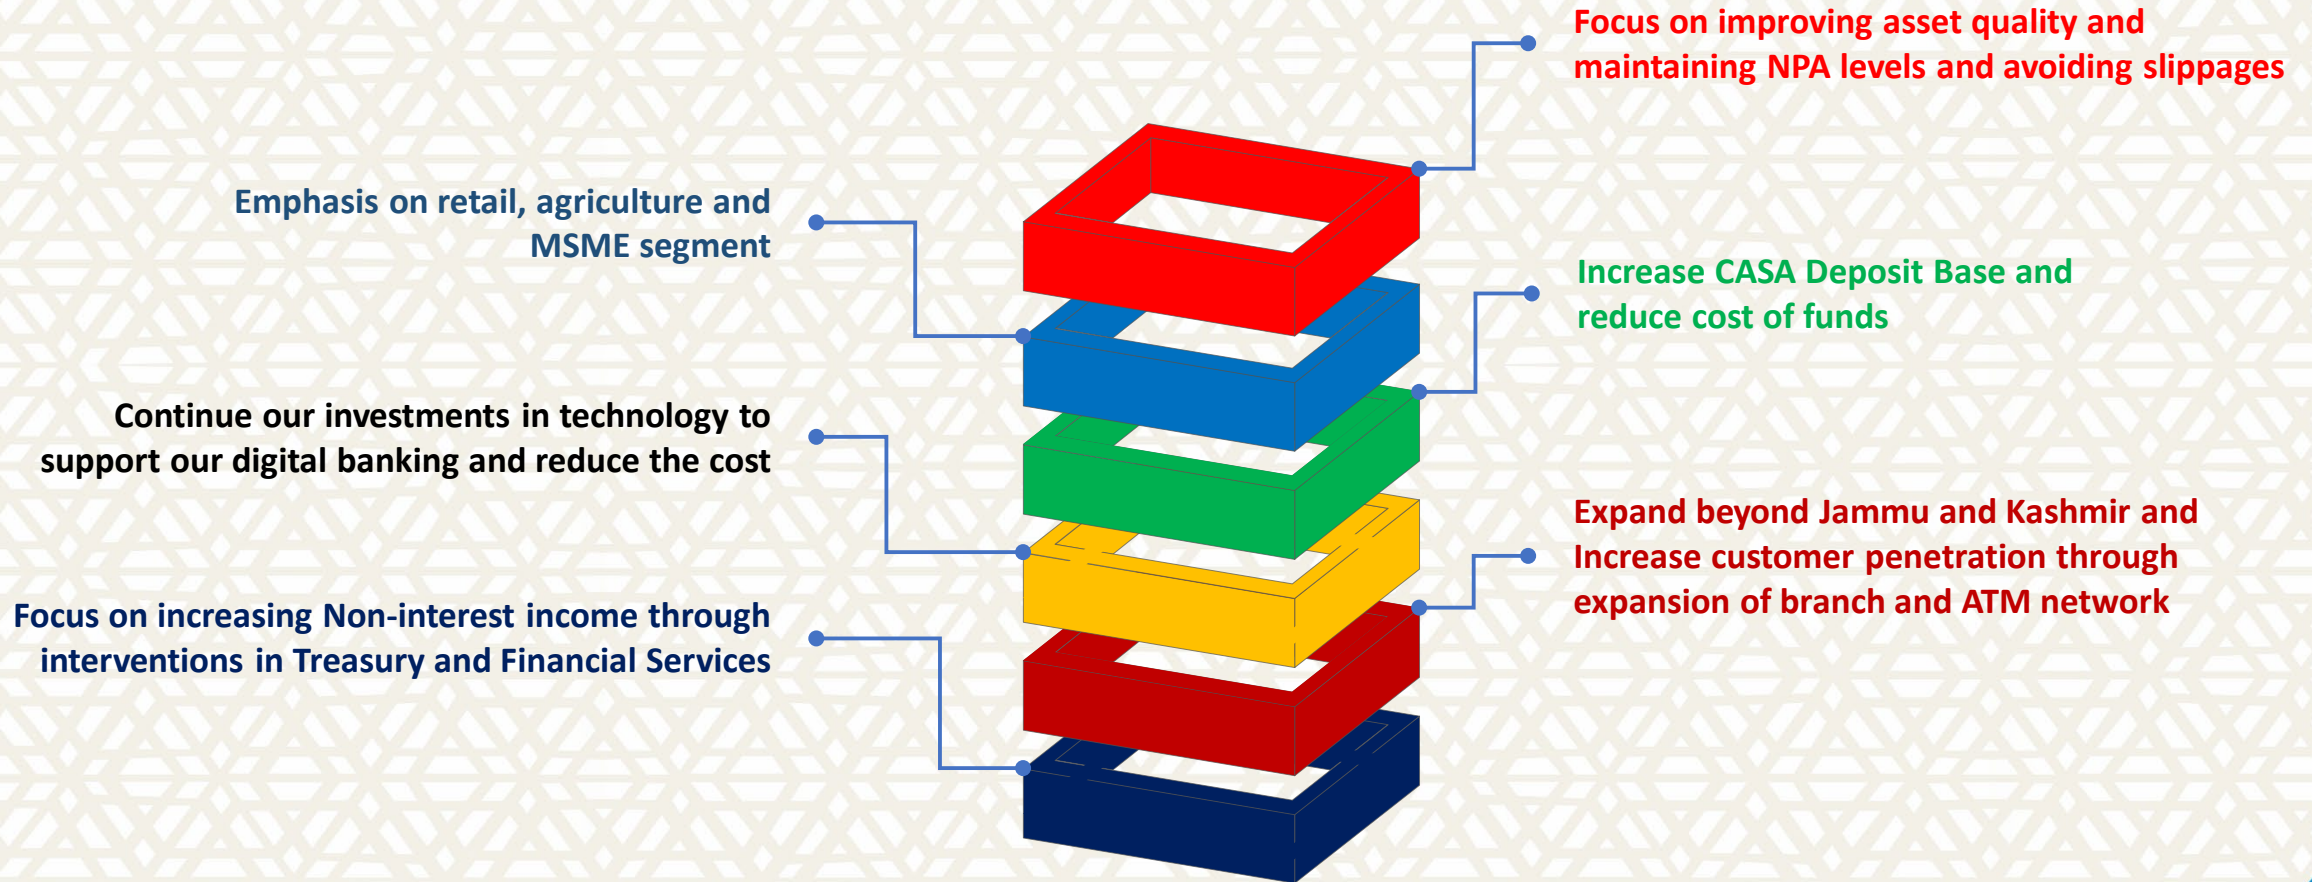 Focus on improving asset quality and
maintaining NPA levels and avoiding slippages
Emphasis on retail, agriculture and
MSME segment
Increase CASA Deposit Base and
reduce cost of funds
Continue our investments in technology to
support our digital banking and reduce the cost
Expand beyond Jammu and Kashmir and
Increase customer penetration through
expansion of branch and ATM network
Focus on increasing Non-interest income through
interventions in Treasury and Financial Services